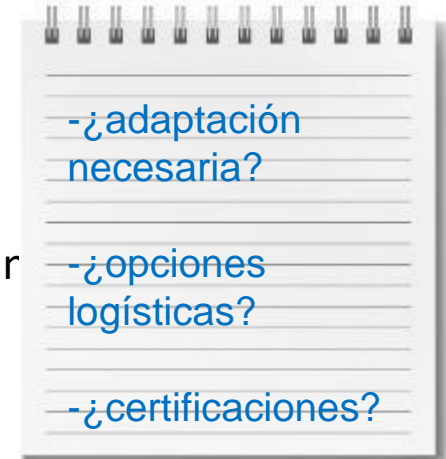 -¿adaptación
necesaria?
-¿opciones
logísticas?
-¿certificaciones?